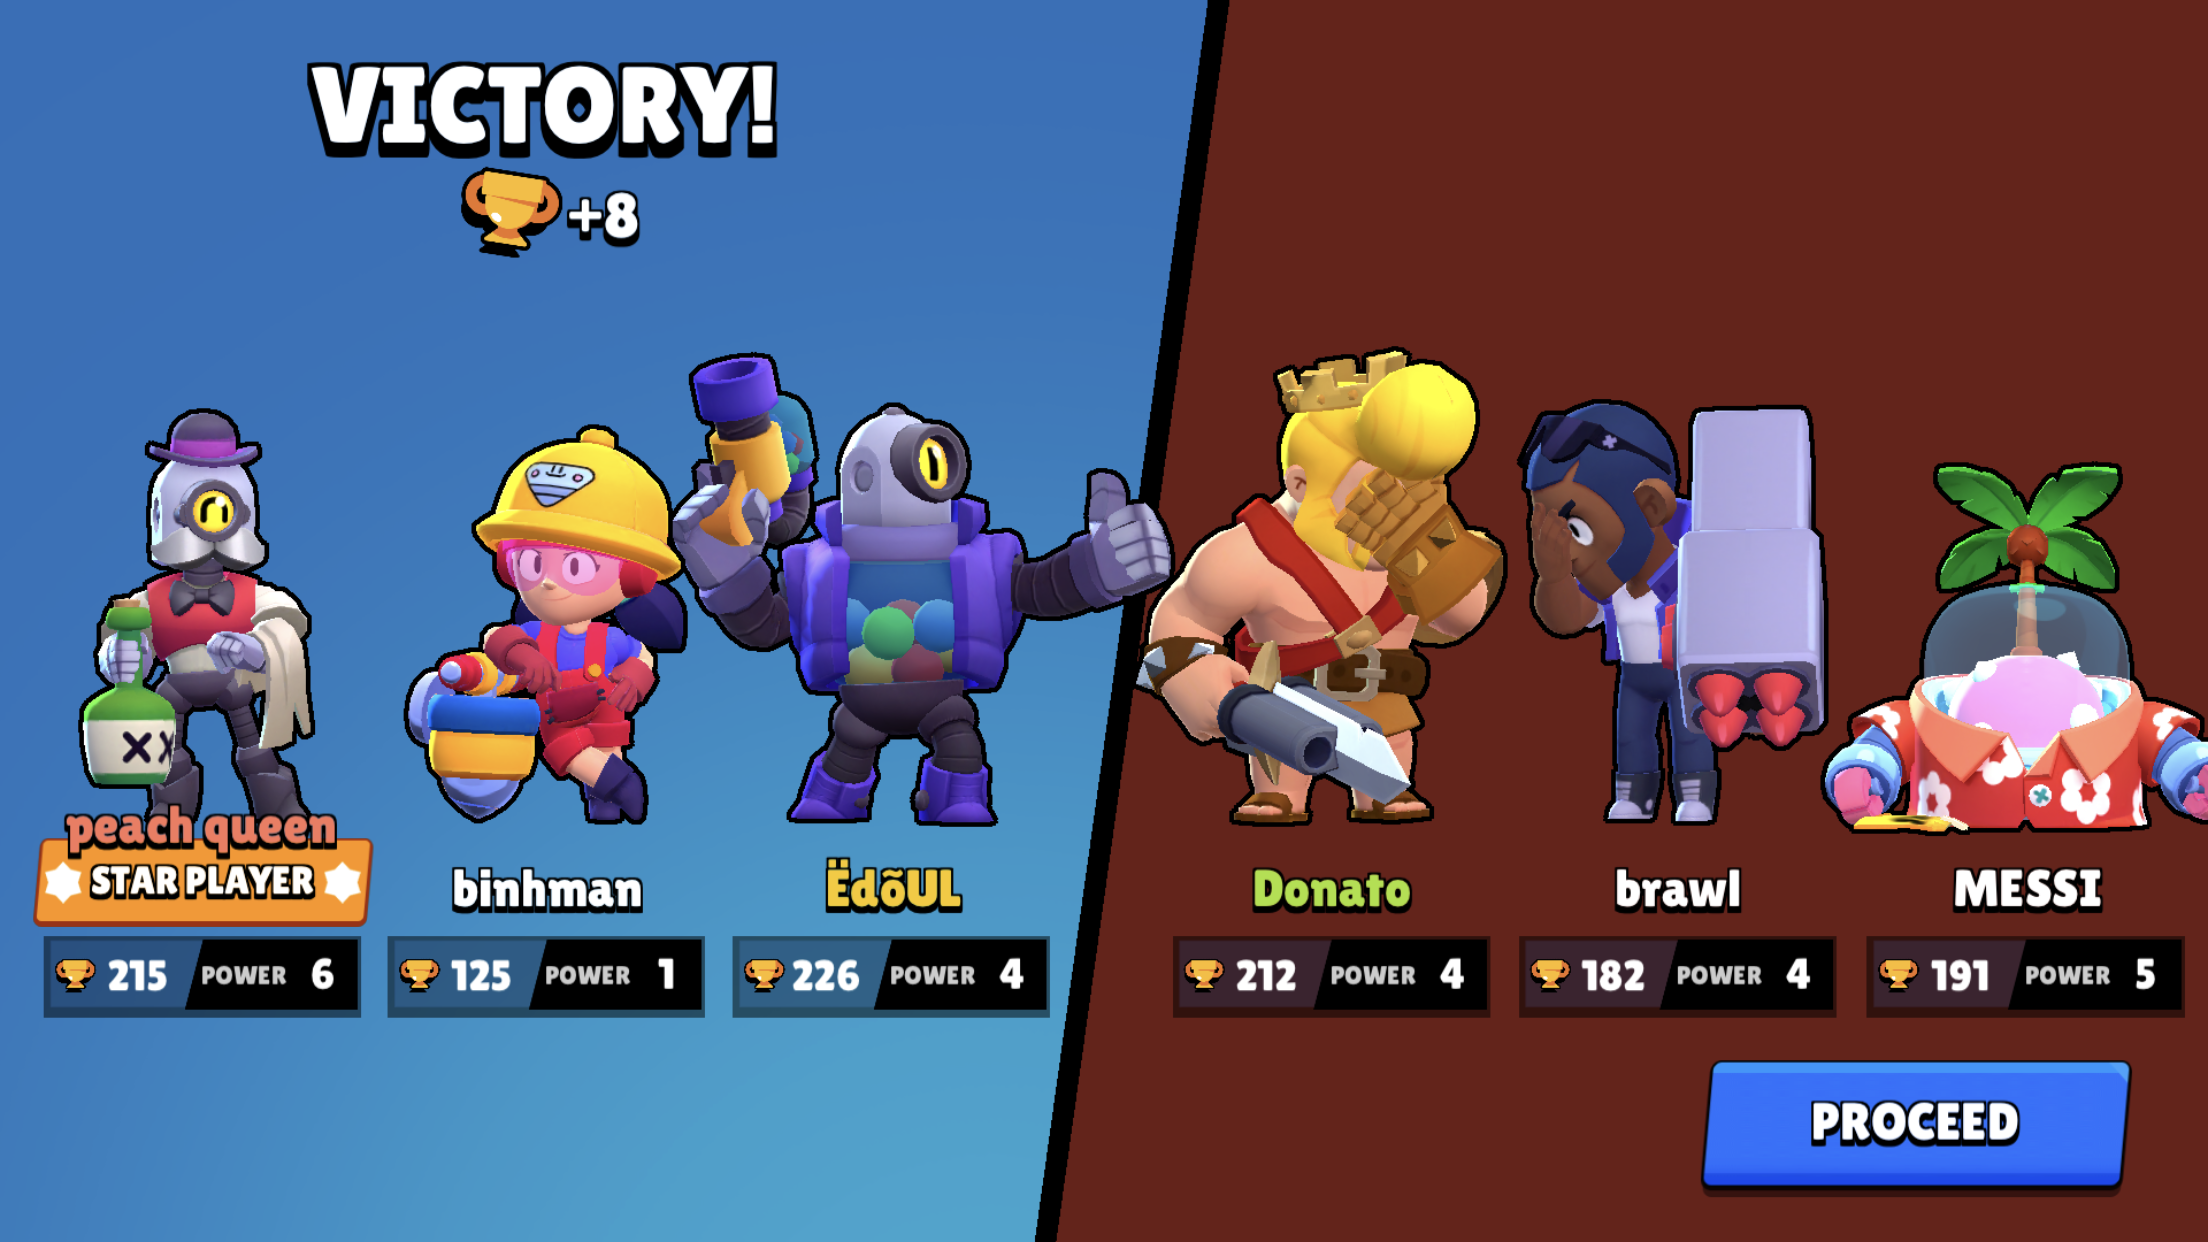 VICTORY!
+8
peach queen
STAR PLAYER
binhman
ËdõUL
Donato
brawl
MESSI
XX
215 POWER 6
125 POWER 1
226 POWER 4
212 POWER 4
182 POWER 4
191 POWER 5
PROCEED